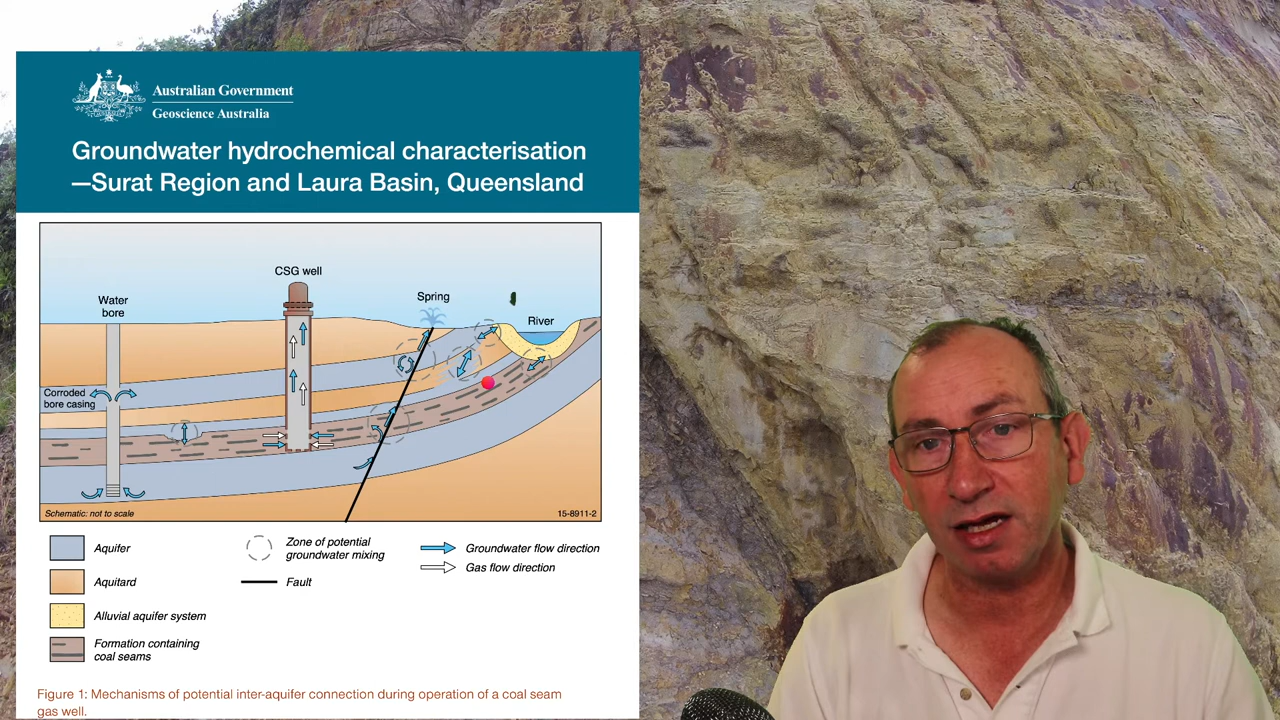 Australian Government
Geoscience Australia
Groundwater hydrochemical characterisation
—Surat Region and Laura Basin, Queensland
CSG well
Water
bore
Spring
River
Corroded
bore casing
Schematic: not to scale
15-8911-2
Aquifer
Aquitard
Alluvial aquifer system
Formation containing
coal seams
Zone of potential
groundwater mixing
Fault
Groundwater flow direction
Gas flow direction
Figure 1: Mechanisms of potential inter-aquifer connection during operation of a coal seam
gas well.